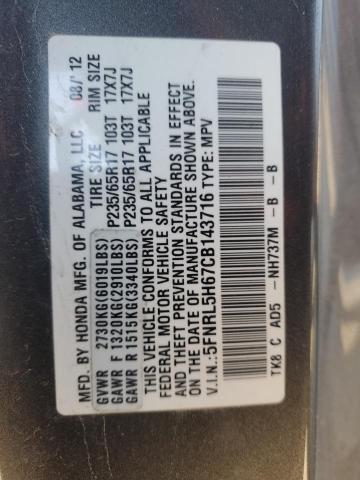 MFD. BY HONDA MFG. OF ALABAMA, LLC 08/'12
TIRE SIZE RIM SIZE
GVWR 2730KG(6019LBS)
GAWR F 1320KG(2910LBS) P235/65R17 103T 17X7J
GAWR R 1515KG(3340LBS) P235/65R17 103T 17X7J
THIS VEHICLE CONFORMS TO ALL APPLICABLE
FEDERAL MOTOR VEHICLE SAFETY
AND THEFT PREVENTION STANDARDS IN EFFECT
ON THE DATE OF MANUFACTURE SHOWN ABOVE.
V.I.N.:5FNRL5H67CB143716 TYPE: MPV
TK8 C AD5 -NH737M - B - B